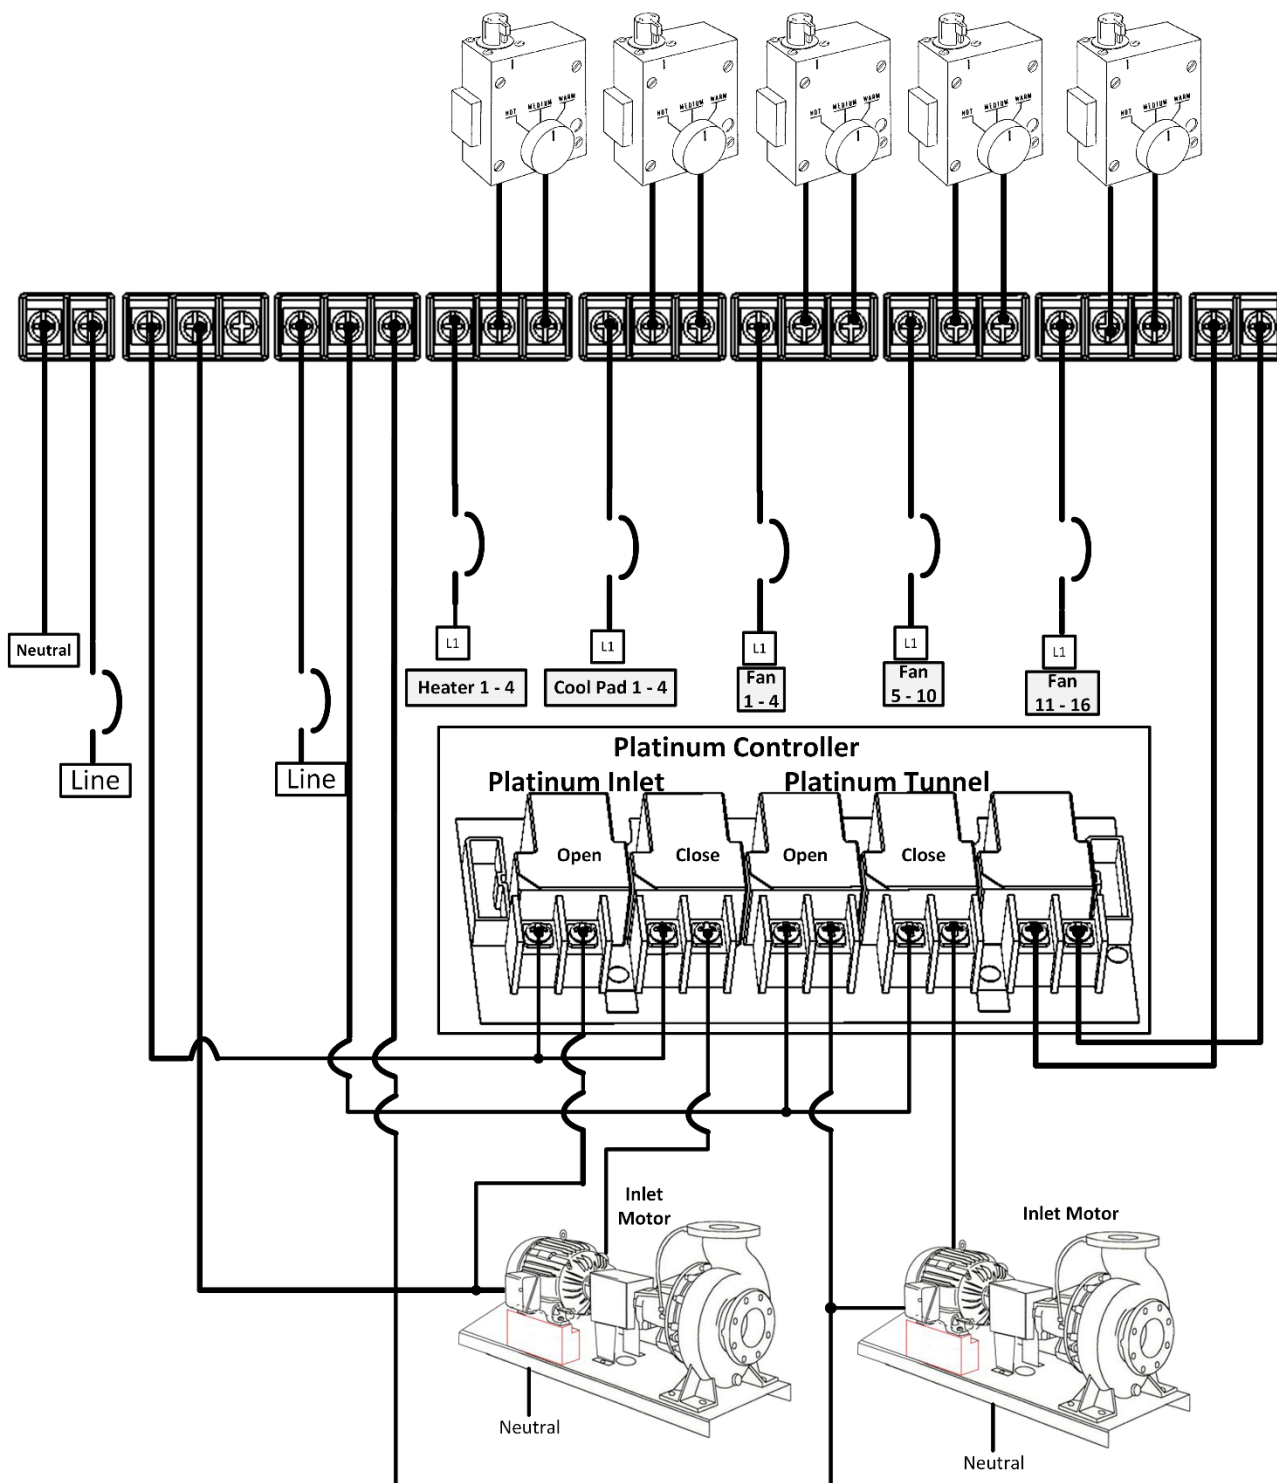 HOT MEDIUM WARM
HOT MEDIUM WARM
HOT MEDIUM WARM
HOT MEDIUM WARM
HOT MEDIUM WARM
Neutral
L1
L1
L1
L1
L1
Heater 1 - 4
Cool Pad 1 - 4
Fan
1 - 4
Fan
5 - 10
Fan
11 - 16
Line
Line
Platinum Controller
Platinum Inlet
Platinum Tunnel
Open
Close
Open
Close
Inlet
Motor
Inlet Motor
Neutral
Neutral